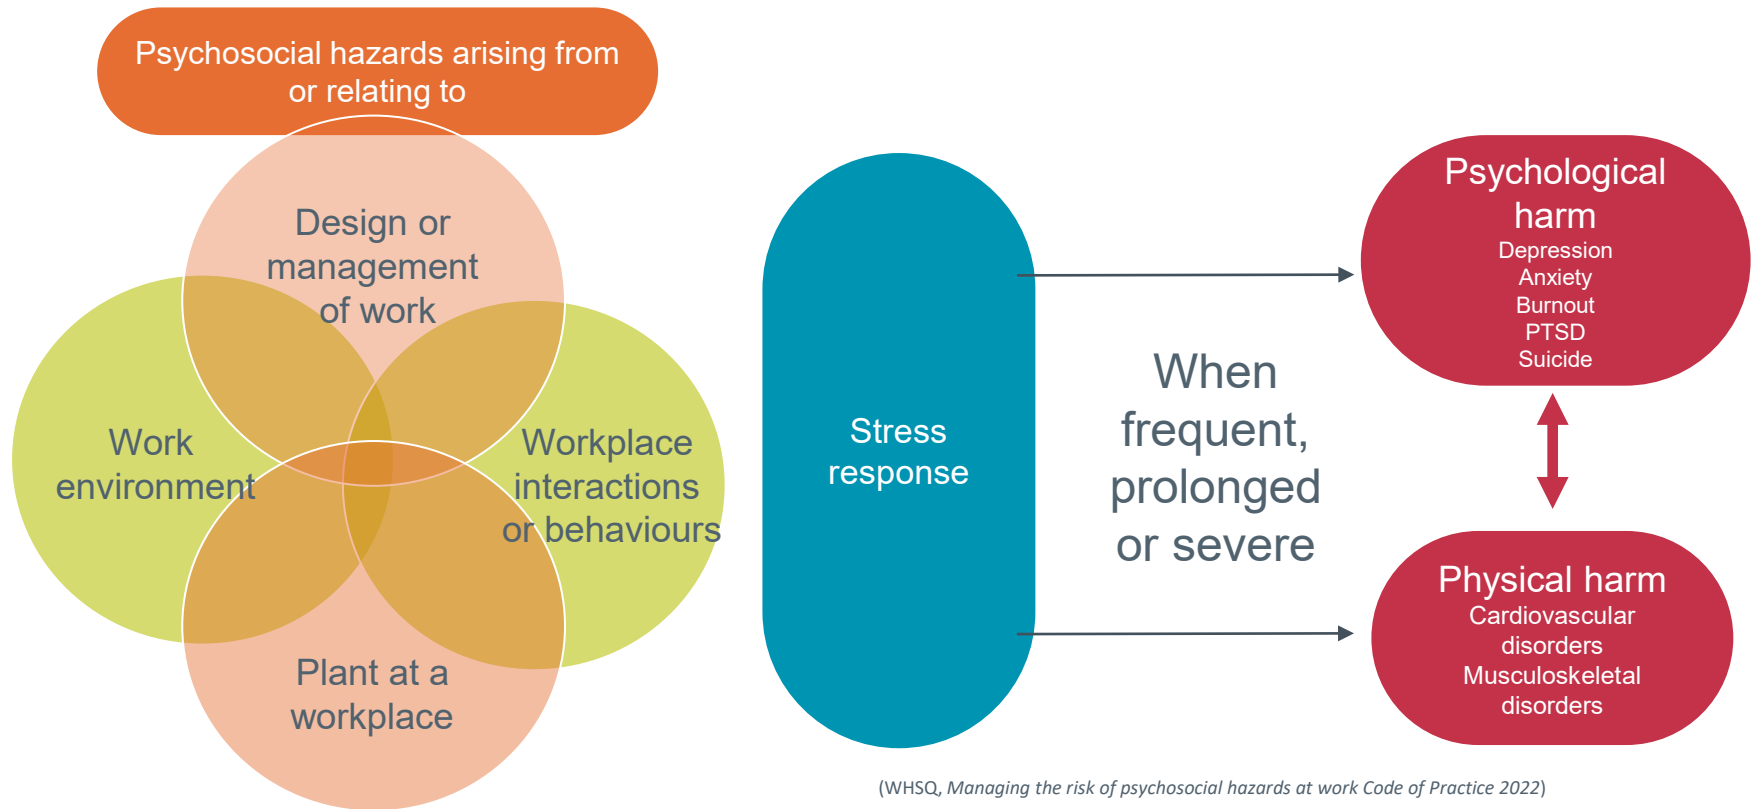 Psychosocial hazards arising from
or relating to
Design or
management
of work
Work
environment
Workplace
interactions
or behaviours
Plant at a
workplace
Stress
response
When
frequent,
prolonged
or severe
Psychological
harm
Depression
Anxiety
Burnout
PTSD
Suicide
Physical harm
Cardiovascular
disorders
Musculoskeletal
disorders
(WHSQ, Managing the risk of psychosocial hazards at work Code of Practice 2022)